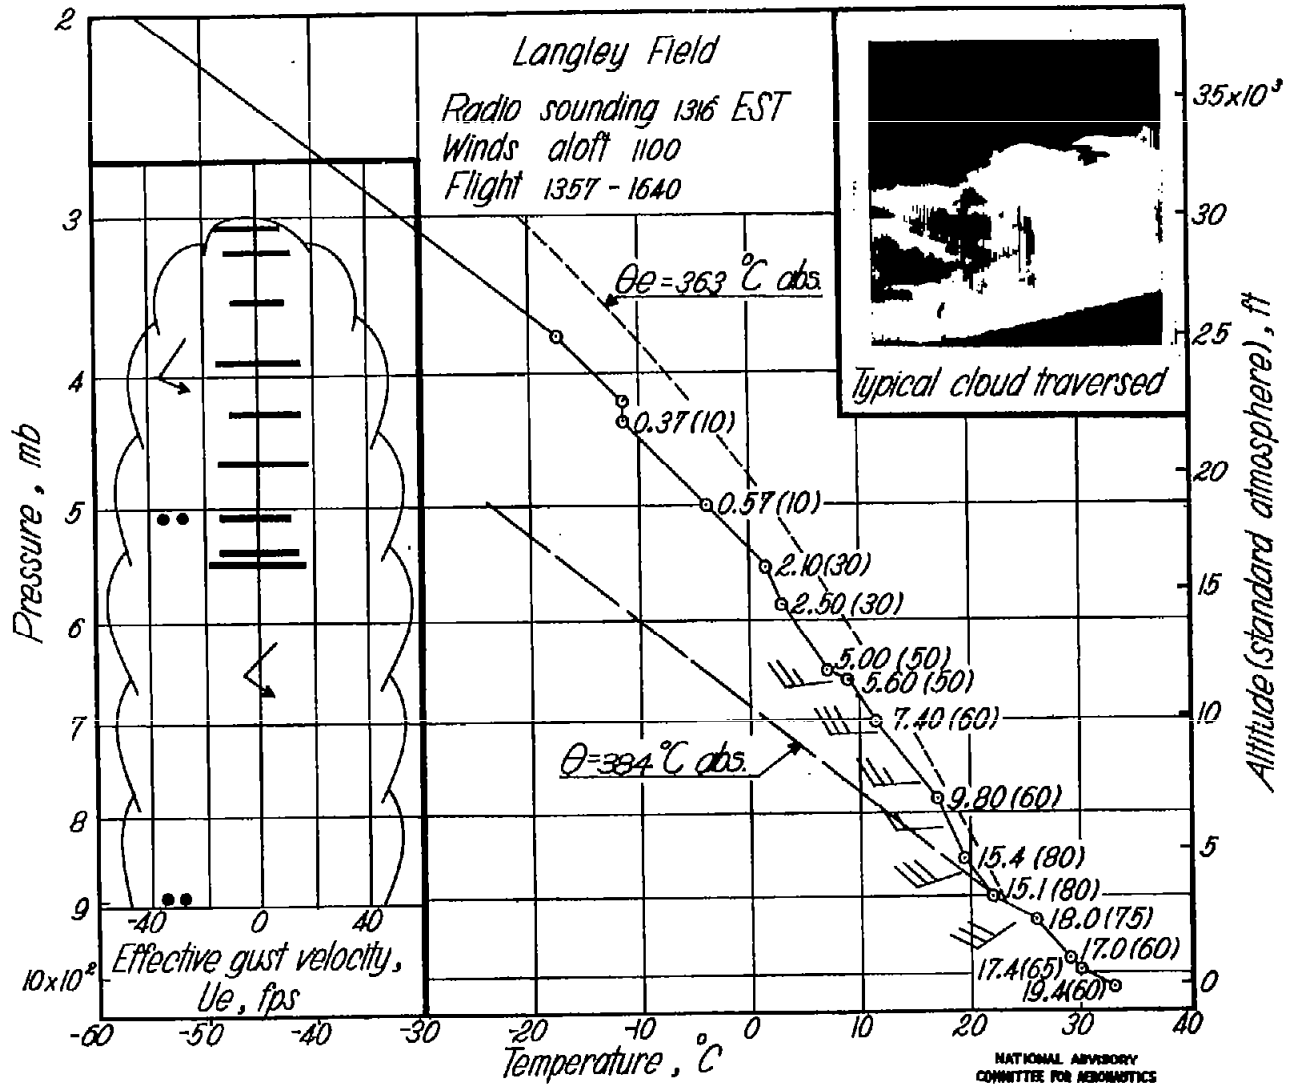 Langley Field
Radio sounding 1316 EST
Winds aloft 1100
Flight 1357 - 1640
Typical cloud traversed
θe=363 °C abs.
θ=384 °C abs.
0.37(10)
0.57(10)
2.10(30)
2.50(30)
5.00(50)
5.60(50)
7.40(60)
9.80(60)
15.4(80)
15.1(80)
18.0(75)
17.0(60)
17.4(65)
19.4(60)
Pressure, mb
2
3
4
5
6
7
8
9
10x10²
Altitude (standard atmosphere), ft
35x10³
30
25
20
15
10
5
0
-40 0 40
Effective gust velocity,
Ue, fps
-60 -50 -40 -30 -20 -10 0 10 20 30 40
Temperature, °C
NATIONAL ADVISORY
COMMITTEE FOR AERONAUTICS